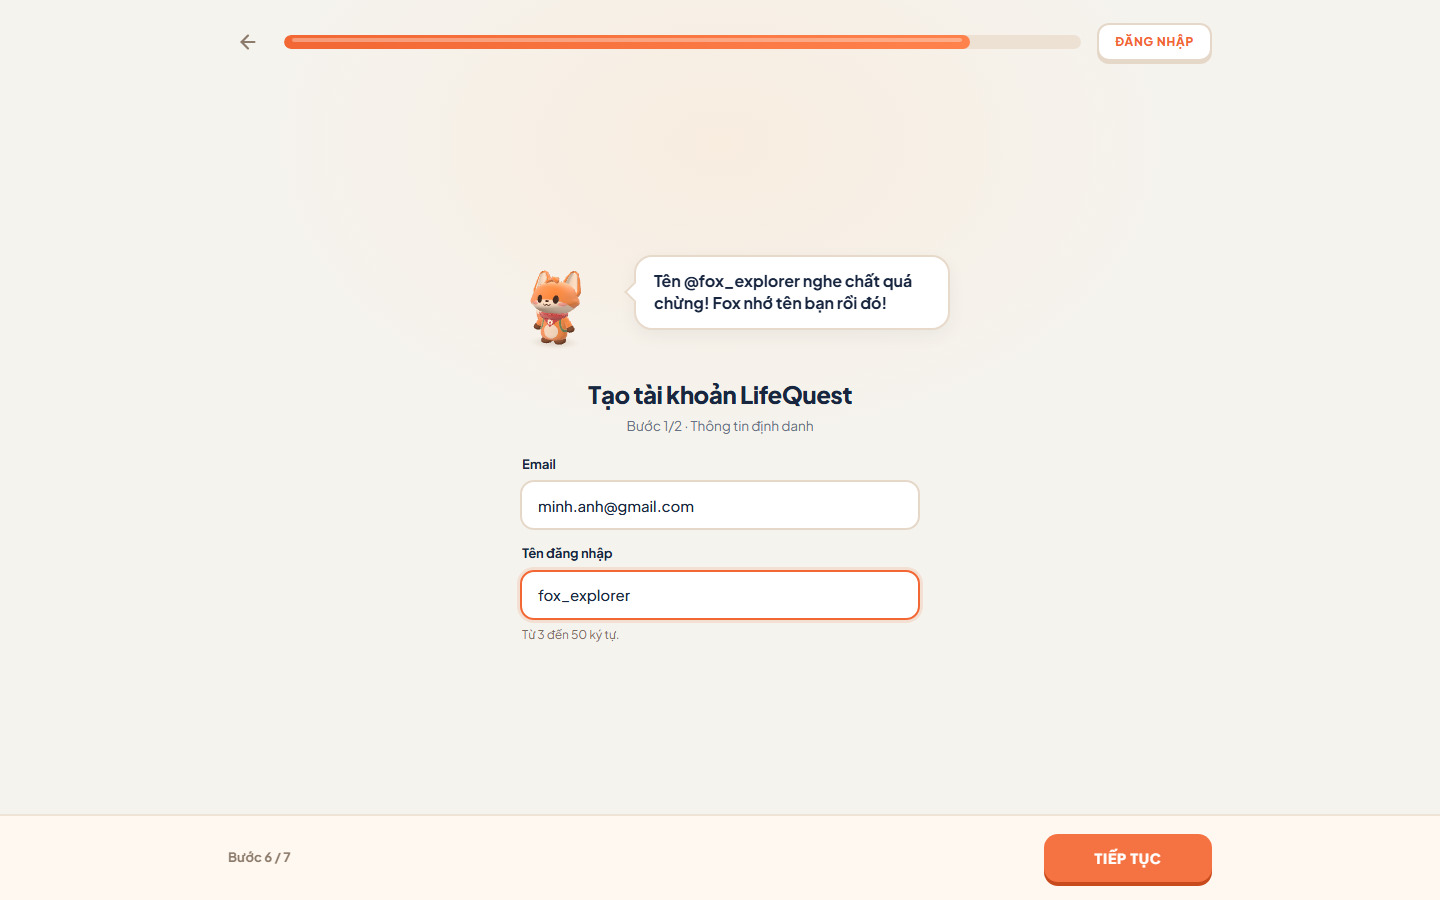 ĐĂNG NHẬP
Tên @fox_explorer nghe chất quá
chừng! Fox nhớ tên bạn rồi đó!
Tạo tài khoản LifeQuest
Bước 1/2 · Thông tin định danh
Email
minh.anh@gmail.com
Tên đăng nhập
fox_explorer
Từ 3 đến 50 ký tự.
Bước 6 / 7
TIẾP TỤC